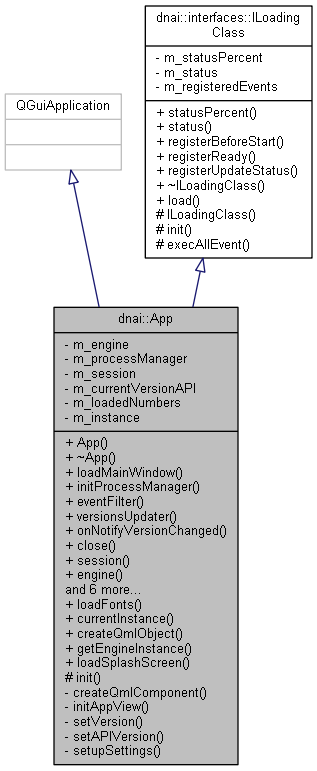 dnai::interfaces::ILoading
Class
- m_statusPercent
- m_status
- m_registeredEvents
+ statusPercent()
+ status()
+ registerBeforeStart()
+ registerReady()
+ registerUpdateStatus()
+ ~ILoadingClass()
+ load()
# ILoadingClass()
# init()
# execAllEvent()
QGuiApplication
dnai::App
- m_engine
- m_processManager
- m_session
- m_currentVersionAPI
- m_loadedNumbers
- m_instance
+ App()
+ ~App()
+ loadMainWindow()
+ initProcessManager()
+ eventFilter()
+ versionsUpdater()
+ onNotifyVersionChanged()
+ close()
+ session()
+ engine()
and 6 more...
+ loadFonts()
+ currentInstance()
+ createQmlObject()
+ getEngineInstance()
+ loadSplashScreen()
# init()
- createQmlComponent()
- initAppView()
- setVersion()
- setAPIVersion()
- setupSettings()